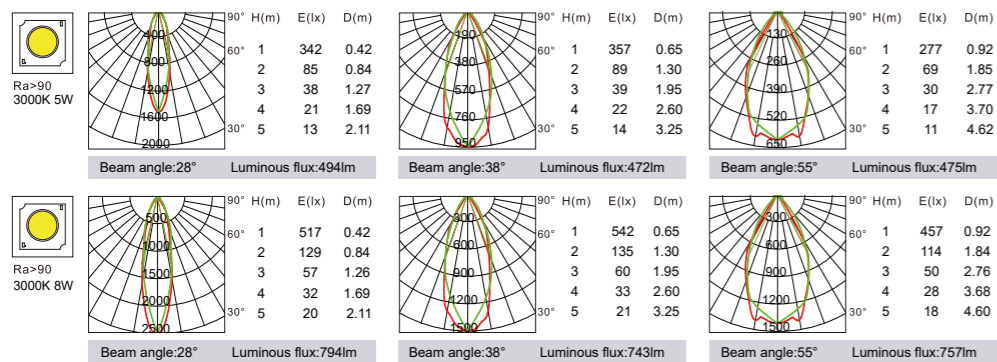 90° H(m) E(lx) D(m)
400
800
1200
1600
2000
60°
30°
1 342 0.42
2 85 0.84
3 38 1.27
4 21 1.69
5 13 2.11
Ra>90
3000K 5W
Beam angle:28° Luminous flux:494lm
90° H(m) E(lx) D(m)
190
380
570
760
950
60°
30°
1 357 0.65
2 89 1.30
3 39 1.95
4 22 2.60
5 14 3.25
Beam angle:38° Luminous flux:472lm
90° H(m) E(lx) D(m)
130
260
390
520
650
60°
30°
1 277 0.92
2 69 1.85
3 30 2.77
4 17 3.70
5 11 4.62
Beam angle:55° Luminous flux:475lm
90° H(m) E(lx) D(m)
500
1000
1500
2000
2500
60°
30°
1 517 0.42
2 129 0.84
3 57 1.26
4 32 1.69
5 20 2.11
Ra>90
3000K 8W
Beam angle:28° Luminous flux:794lm
90° H(m) E(lx) D(m)
300
600
900
1200
1500
60°
30°
1 542 0.65
2 135 1.30
3 60 1.95
4 33 2.60
5 21 3.25
Beam angle:38° Luminous flux:743lm
90° H(m) E(lx) D(m)
300
600
900
1200
1500
60°
30°
1 457 0.92
2 114 1.84
3 50 2.76
4 28 3.68
5 18 4.60
Beam angle:55° Luminous flux:757lm